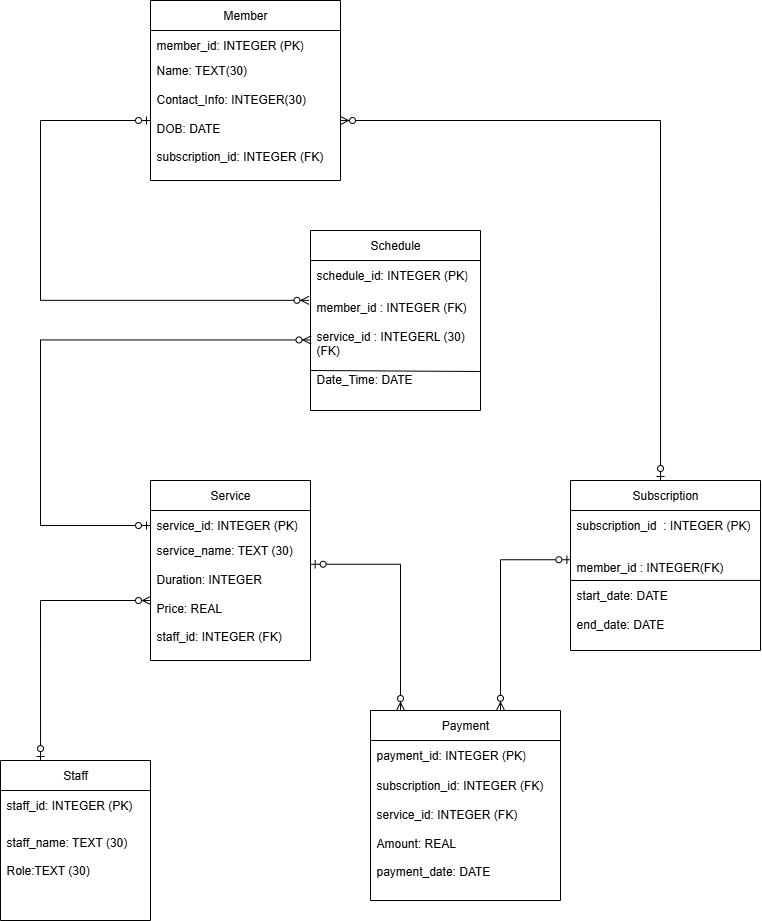 Member
member_id: INTEGER (PK)
Name: TEXT(30)
Contact_Info: INTEGER(30)
DOB: DATE
subscription_id: INTEGER (FK)
Schedule
schedule_id: INTEGER (PK)
member_id : INTEGER (FK)
service_id : INTEGERL (30)
(FK)
Date_Time: DATE
Service
service_id: INTEGER (PK)
service_name: TEXT (30)
Duration: INTEGER
Price: REAL
staff_id: INTEGER (FK)
Subscription
subscription_id : INTEGER (PK)
member_id : INTEGER(FK)
start_date: DATE
end_date: DATE
Staff
staff_id: INTEGER (PK)
staff_name: TEXT (30)
Role:TEXT (30)
Payment
payment_id: INTEGER (PK)
subscription_id: INTEGER (FK)
service_id: INTEGER (FK)
Amount: REAL
payment_date: DATE